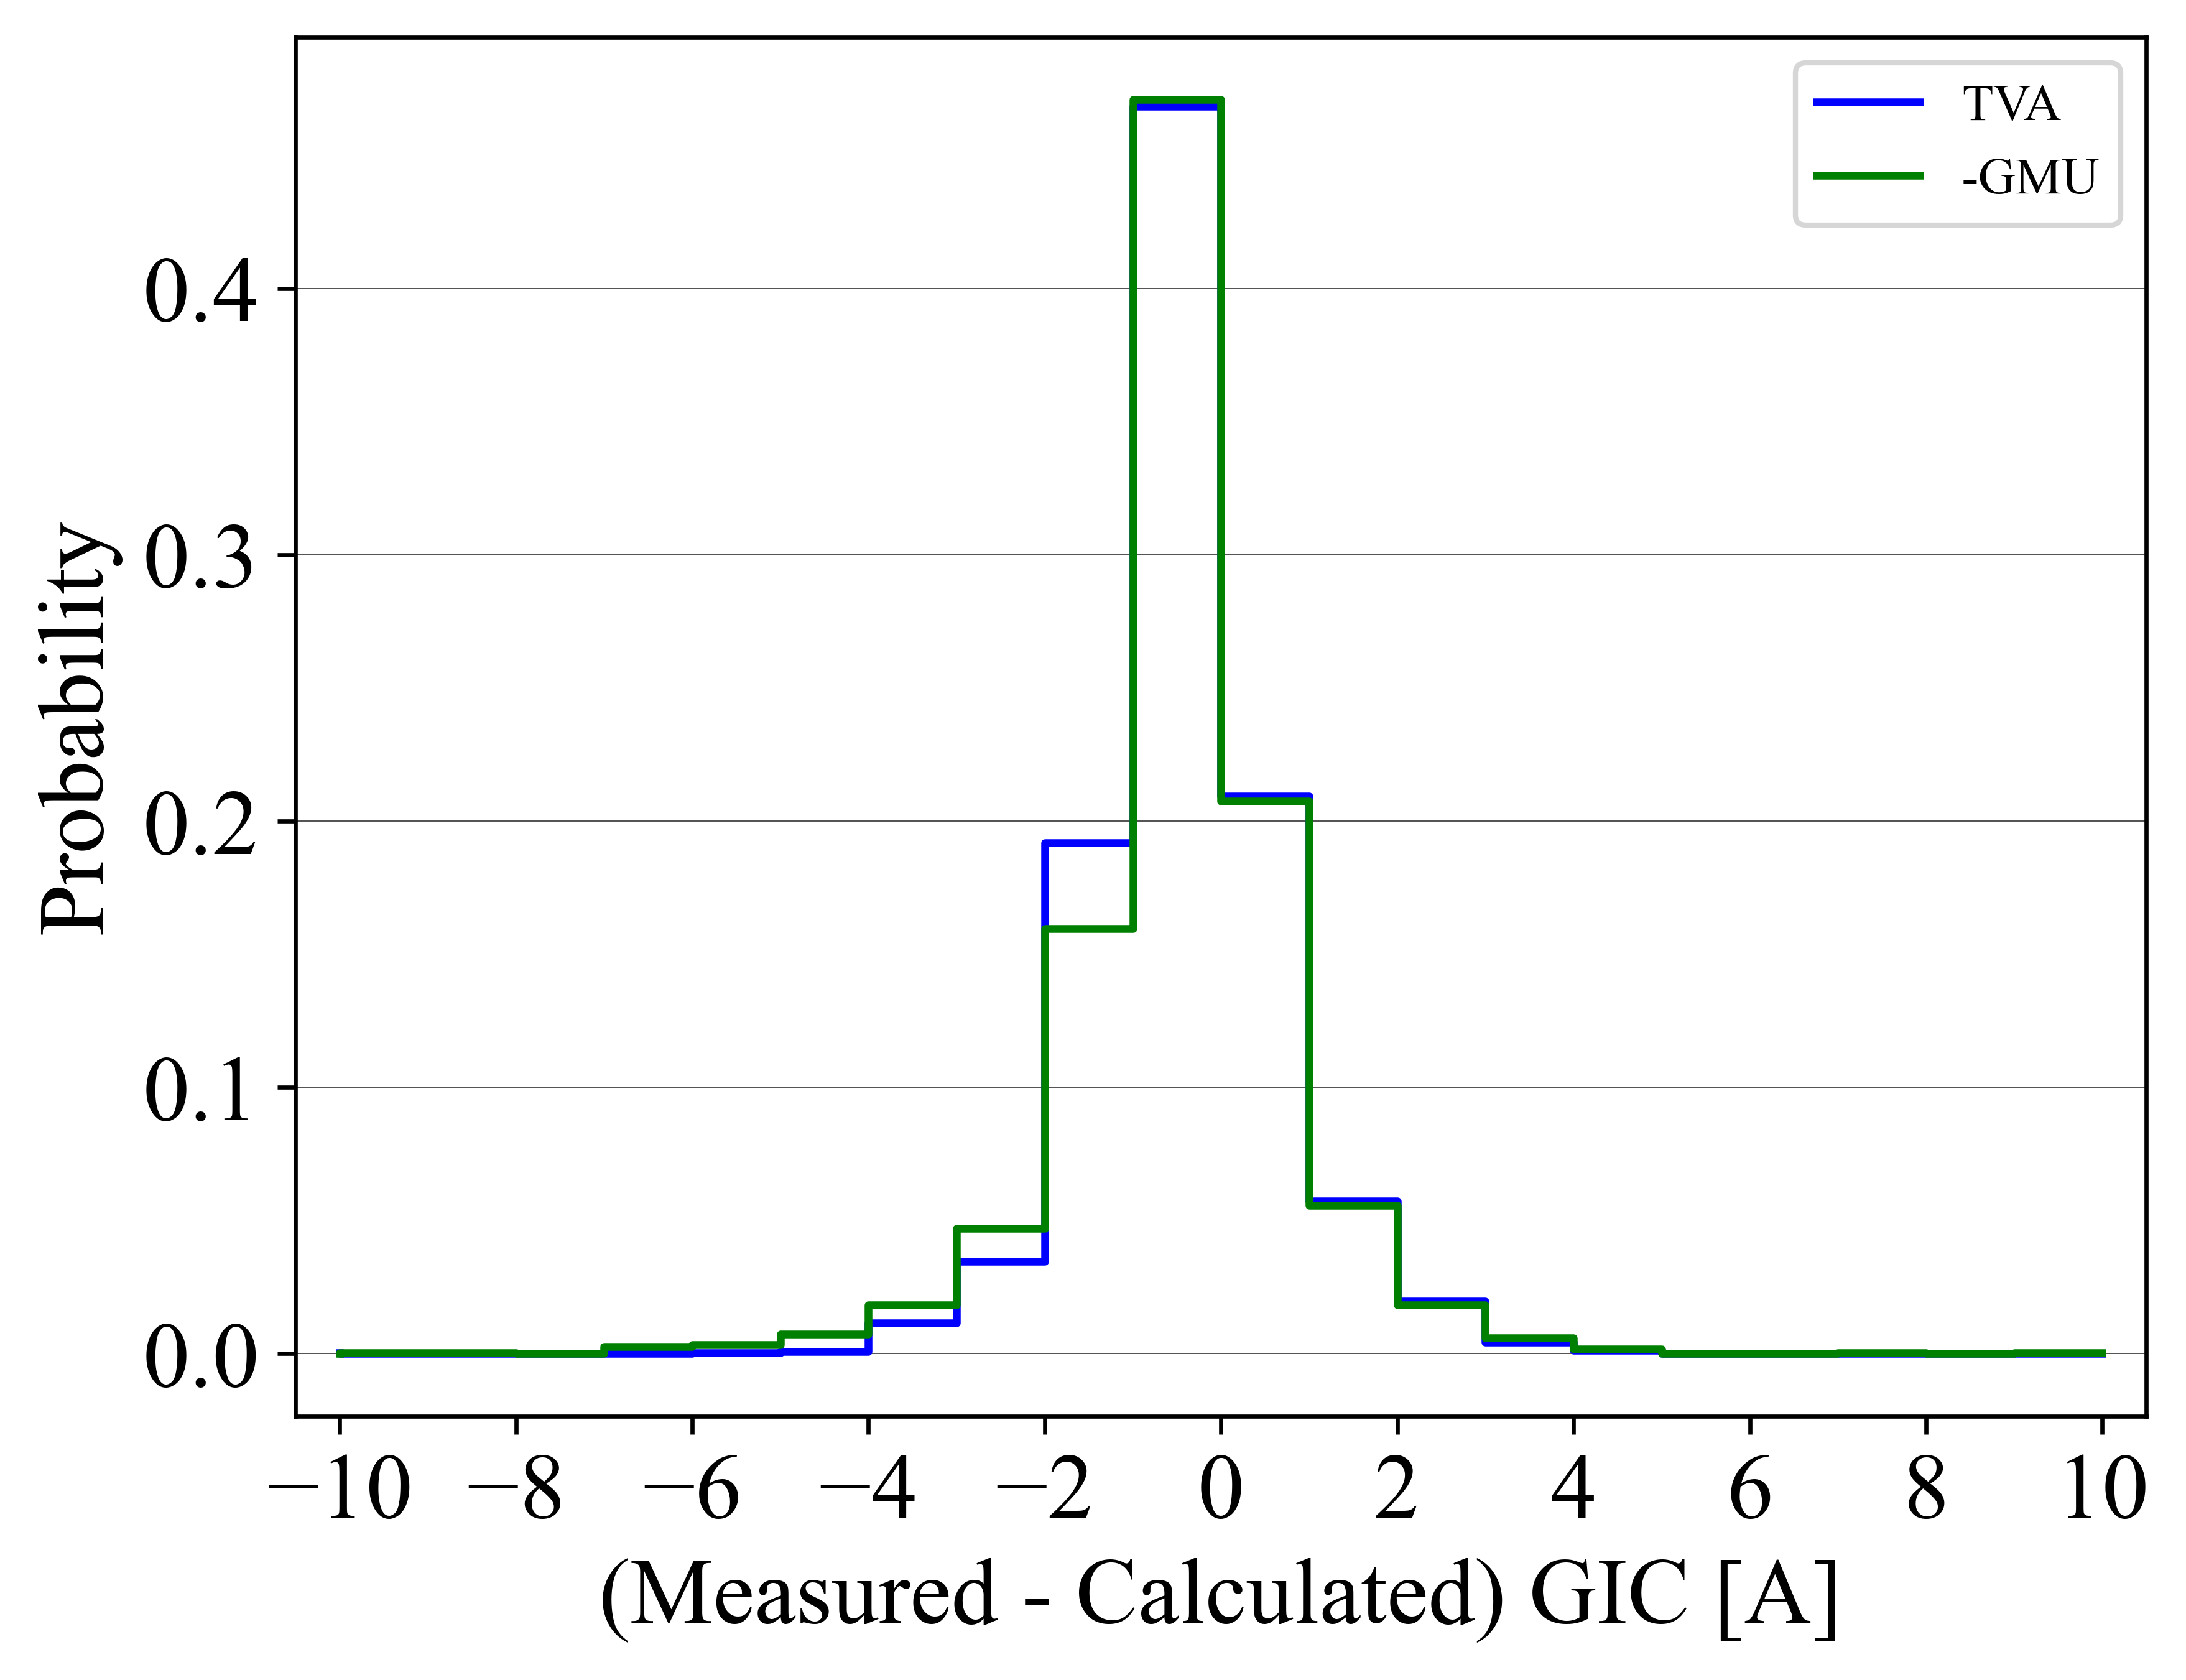 TVA
-GMU
0.4
0.3
0.2
0.1
0.0
Probability
−10 −8 −6 −4 −2 0 2 4 6 8 10
(Measured - Calculated) GIC [A]